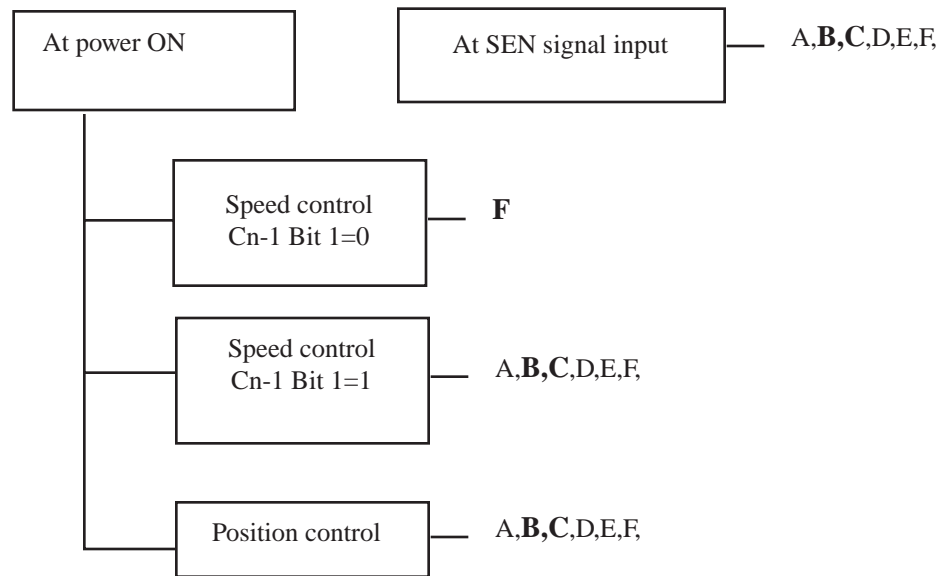 At power ON
At SEN signal input
A,B,C,D,E,F,
Speed control
Cn-1 Bit 1=0
F
Speed control
Cn-1 Bit 1=1
A,B,C,D,E,F,
Position control
A,B,C,D,E,F,